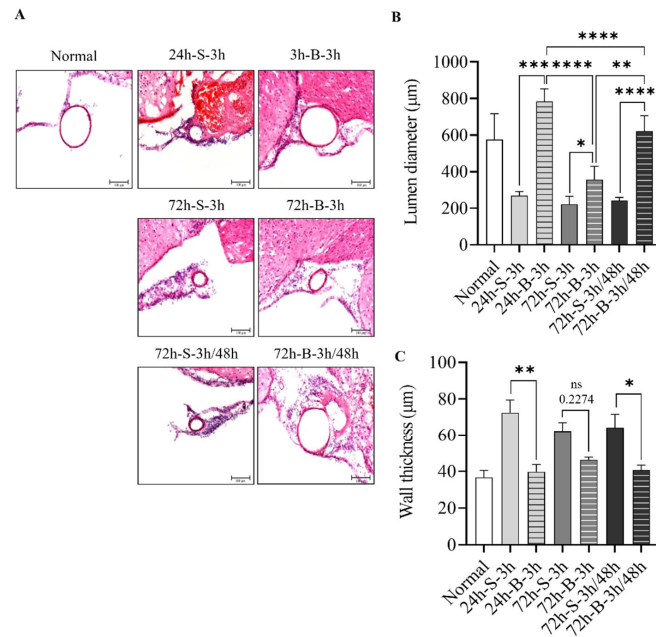 A
Normal
24h-S-3h
3h-B-3h
72h-S-3h
72h-B-3h
72h-S-3h/48h
72h-B-3h/48h
B
Lumen diameter (μm)
1000
800
600
400
200
0
****
*******
**
*
****
Normal
24h-S-3h
24h-B-3h
72h-S-3h
72h-B-3h
72h-S-3h/48h
72h-B-3h/48h
C
Wall thickness (μm)
100
80
60
40
20
0
**
ns
0.2274
*
Normal
24h-S-3h
24h-B-3h
72h-S-3h
72h-B-3h
72h-S-3h/48h
72h-B-3h/48h